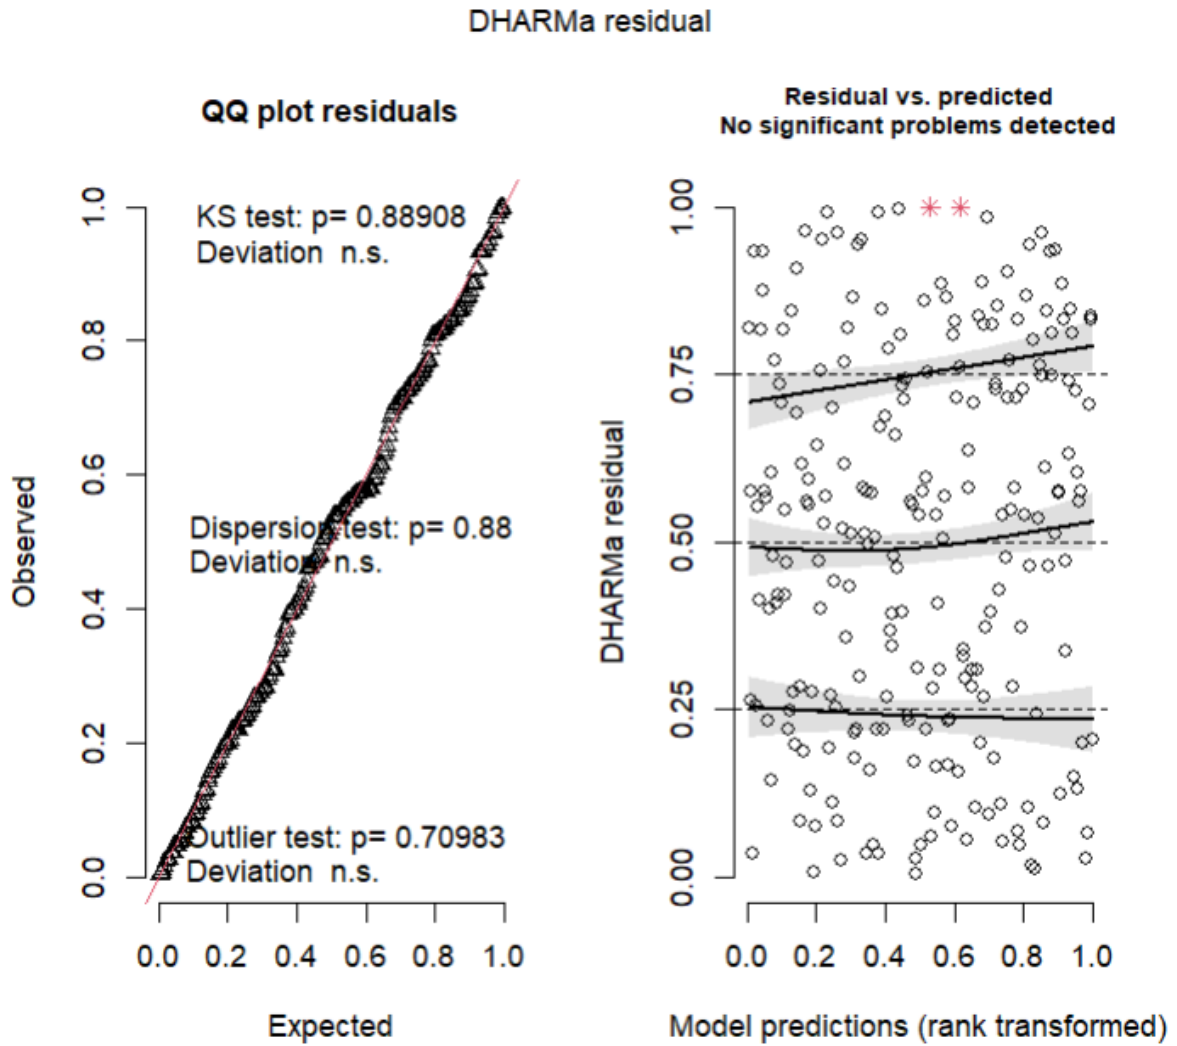 DHARMa residual
QQ plot residuals
KS test: p= 0.88908
Deviation  n.s.
Dispersion test: p= 0.88
Deviation  n.s.
Outlier test: p= 0.70983
Deviation  n.s.
Observed
0.0
0.2
0.4
0.6
0.8
1.0
0.0 0.2 0.4 0.6 0.8 1.0
Expected
Residual vs. predicted
No significant problems detected
DHARMa residual
0.00
0.25
0.50
0.75
1.00
0.0 0.2 0.4 0.6 0.8 1.0
Model predictions (rank transformed)